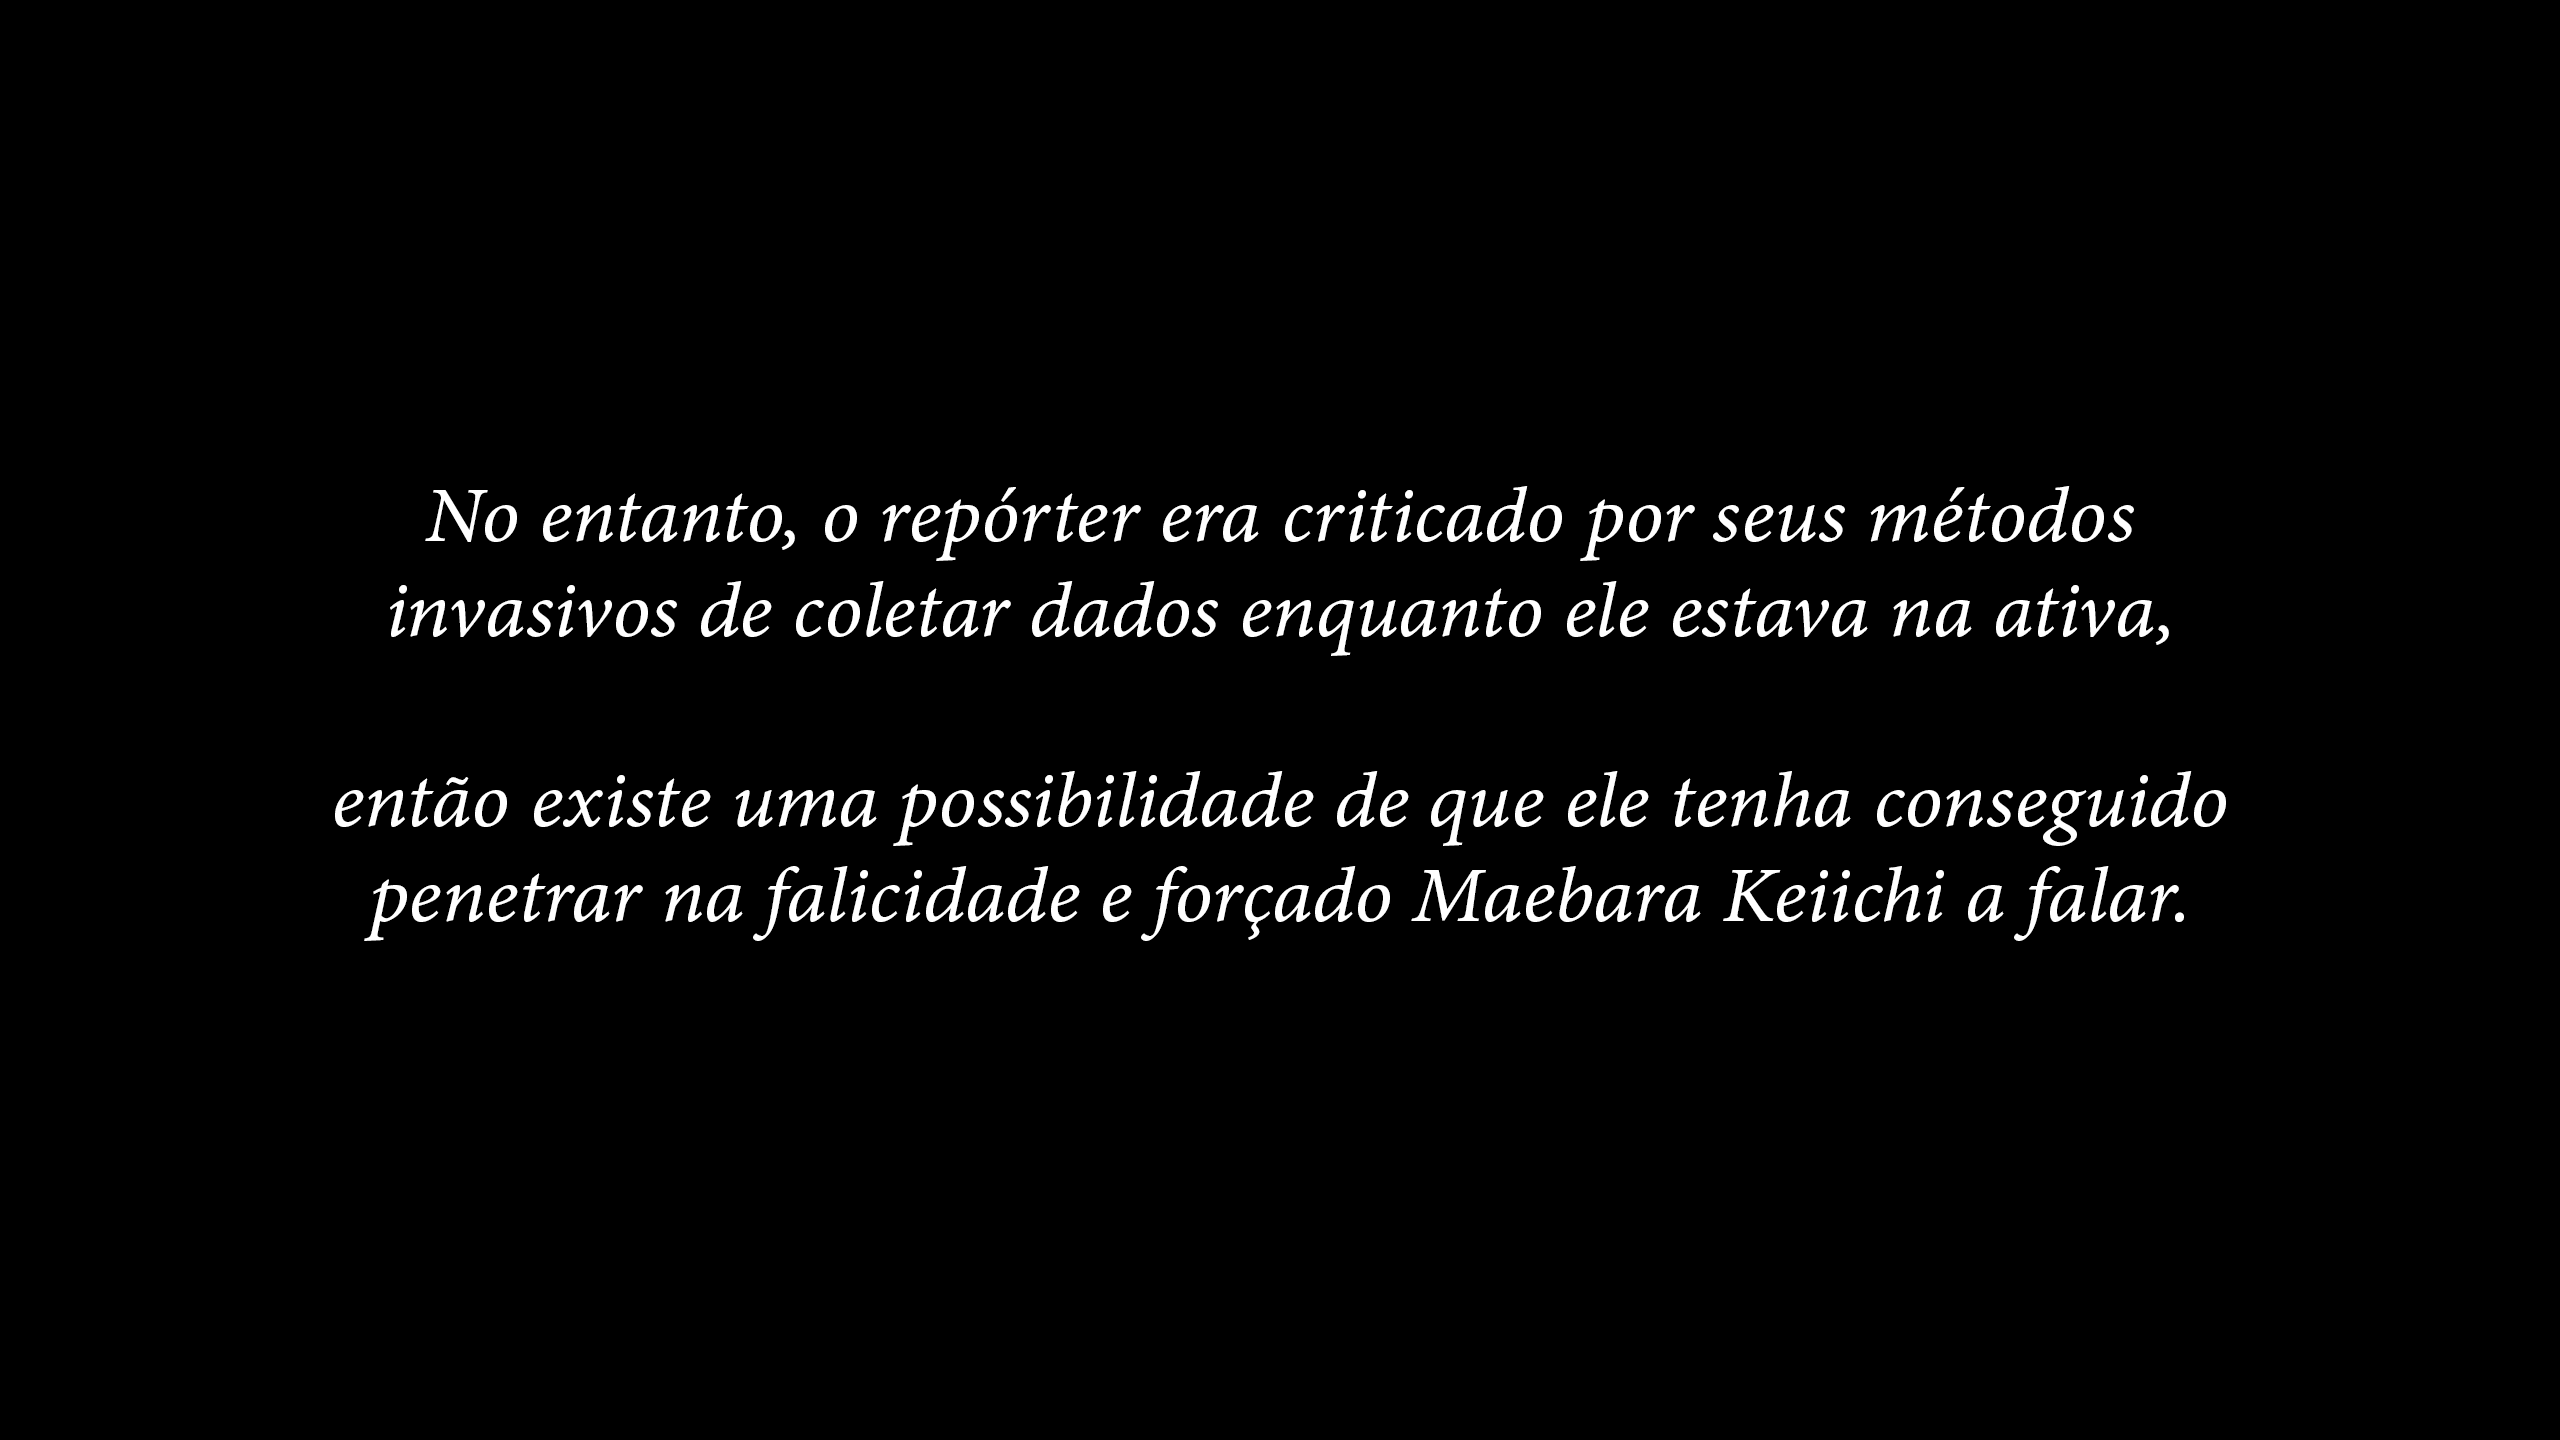 No entanto, o repórter era criticado por seus métodos
invasivos de coletar dados enquanto ele estava na ativa,
então existe uma possibilidade de que ele tenha conseguido
penetrar na falicidade e forçado Maebara Keiichi a falar.